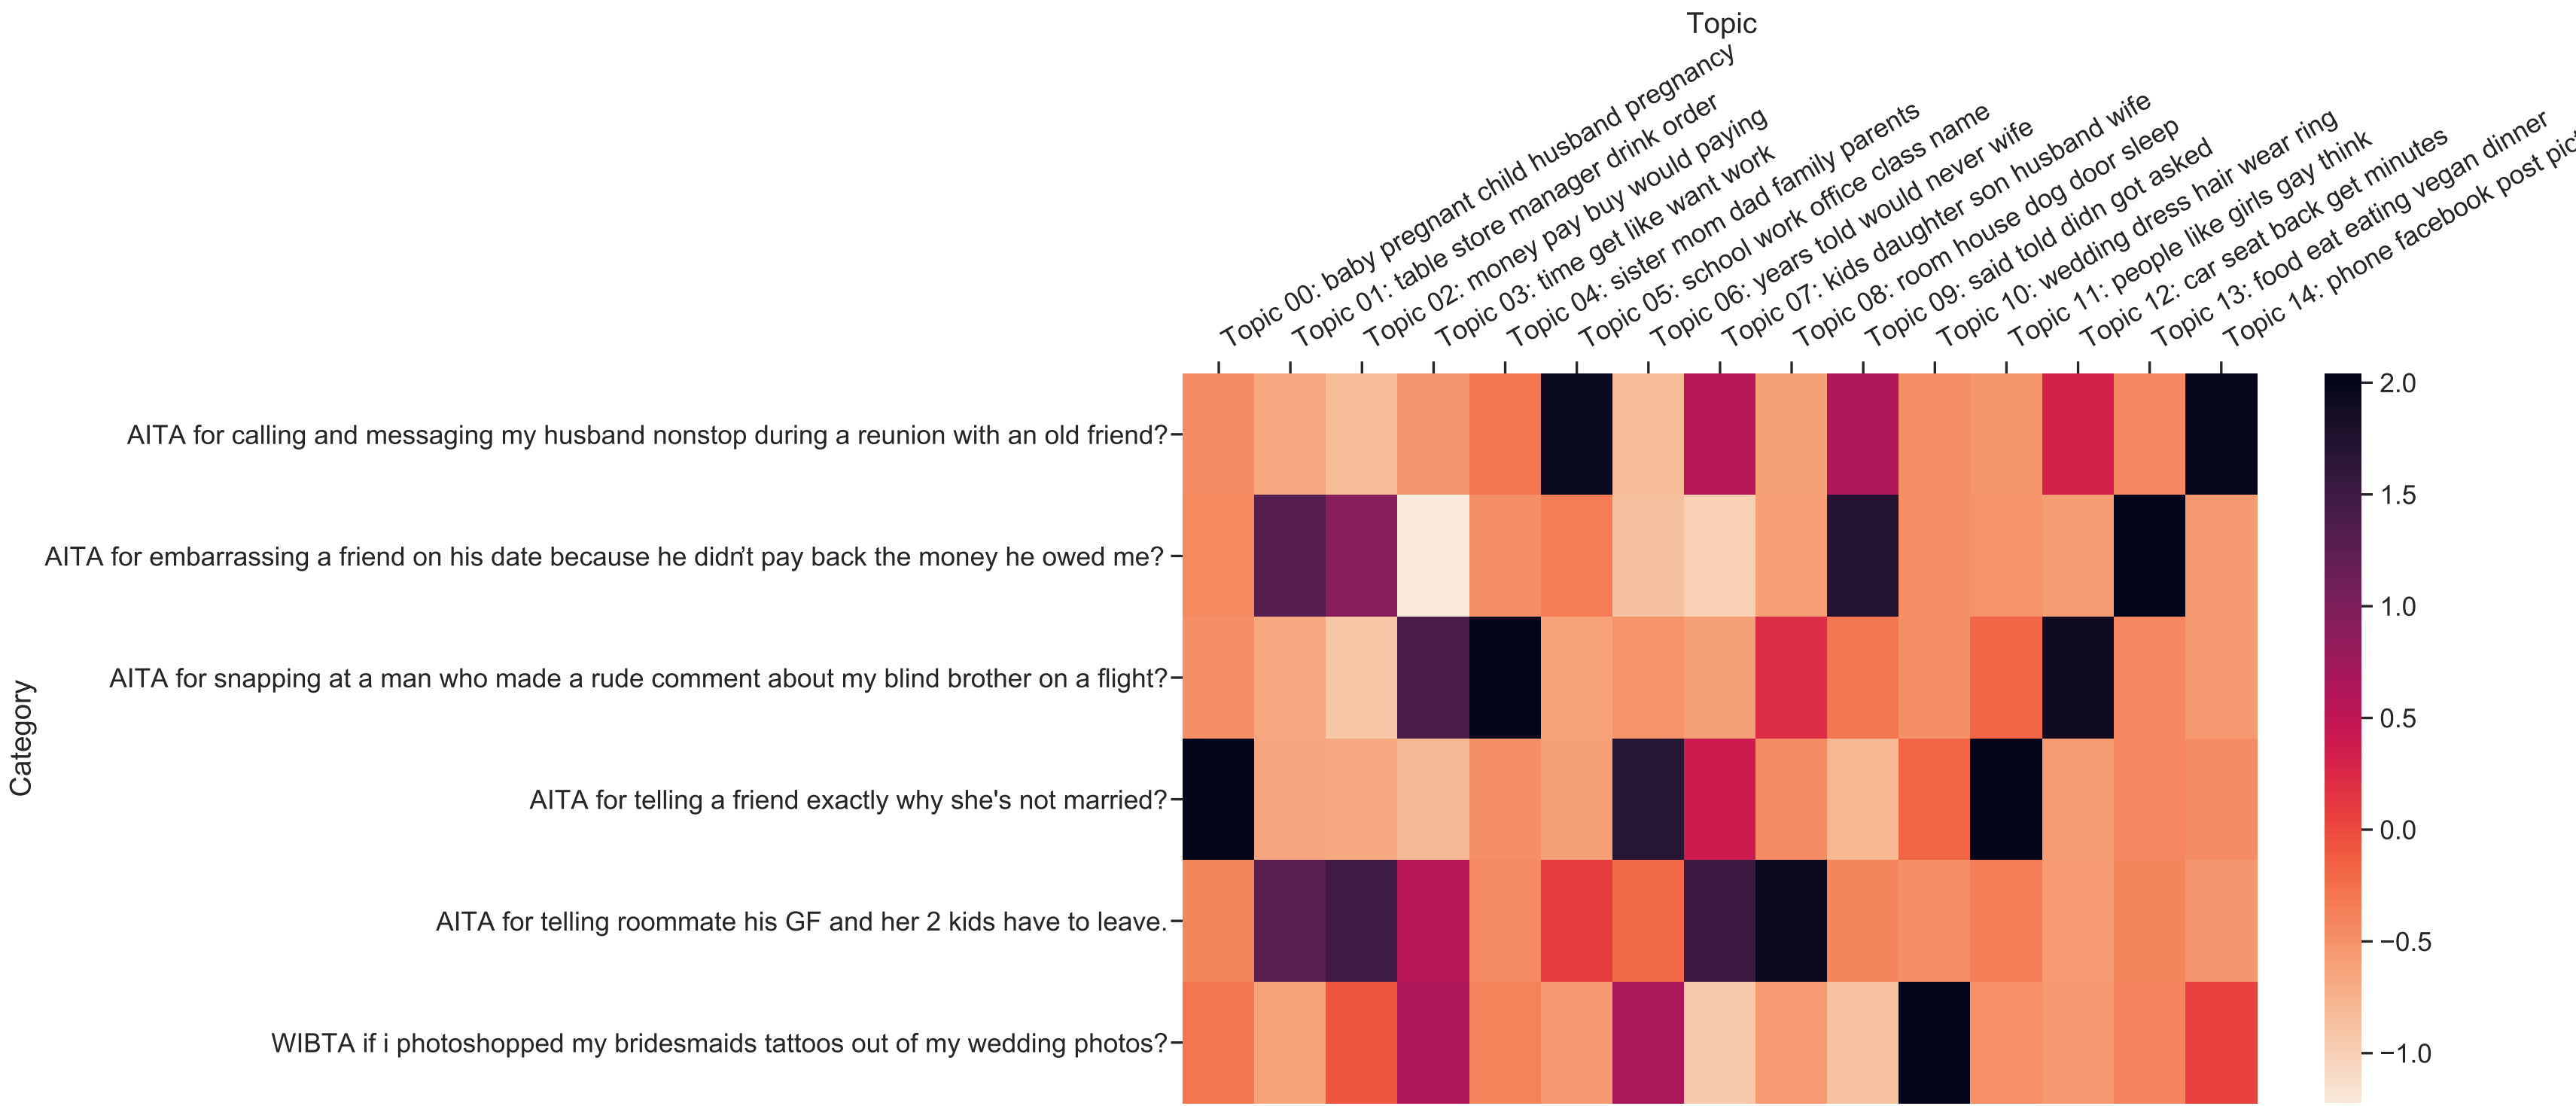 Topic
Topic 00: baby pregnant child husband pregnancy
Topic 01: table store manager drink order
Topic 02: money pay buy would paying
Topic 03: time get like want work
Topic 04: sister mom dad family parents
Topic 05: school work office class name
Topic 06: years told would never wife
Topic 07: kids daughter son husband wife
Topic 08: room house dog door sleep
Topic 09: said told didn got asked
Topic 10: wedding dress hair wear ring
Topic 11: people like girls gay think
Topic 12: car seat back get minutes
Topic 13: food eat eating vegan dinner
Topic 14: phone facebook post
Category
AITA for calling and messaging my husband nonstop during a reunion with an old friend?
AITA for embarrassing a friend on his date because he didn’t pay back the money he owed me?
AITA for snapping at a man who made a rude comment about my blind brother on a flight?
AITA for telling a friend exactly why she's not married?
AITA for telling roommate his GF and her 2 kids have to leave.
WIBTA if i photoshopped my bridesmaids tattoos out of my wedding photos?
2.0
1.5
1.0
0.5
0.0
−0.5
−1.0